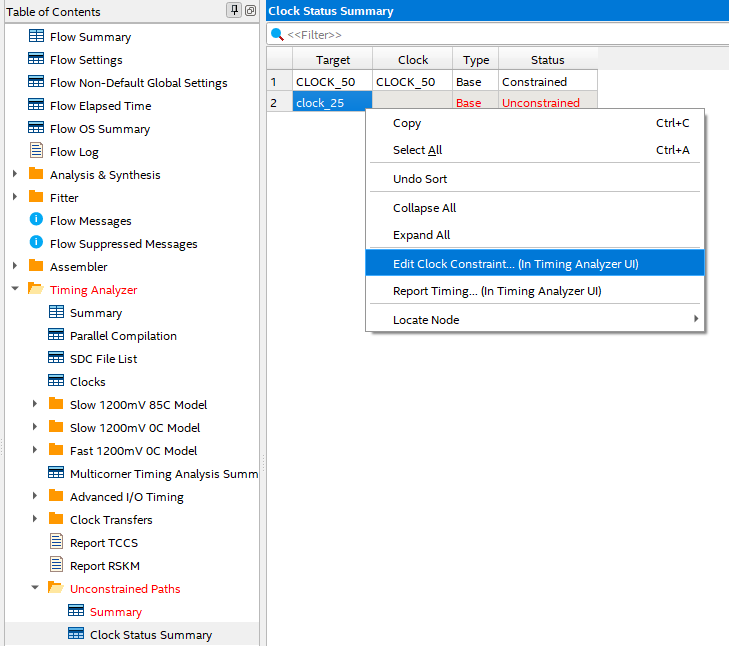 Table of Contents
Flow Summary
Flow Settings
Flow Non-Default Global Settings
Flow Elapsed Time
Flow OS Summary
Flow Log
Analysis & Synthesis
Fitter
Flow Messages
Flow Suppressed Messages
Assembler
Timing Analyzer
Summary
Parallel Compilation
SDC File List
Clocks
Slow 1200mV 85C Model
Slow 1200mV 0C Model
Fast 1200mV 0C Model
Multicorner Timing Analysis Summ
Advanced I/O Timing
Clock Transfers
Report TCCS
Report RSKM
Unconstrained Paths
Summary
Clock Status Summary
Clock Status Summary
<<Filter>>
Target Clock Type Status
1 CLOCK_50 CLOCK_50 Base Constrained
2 clock_25 Base Unconstrained
Copy Ctrl+C
Select All Ctrl+A
Undo Sort
Collapse All
Expand All
Edit Clock Constraint... (In Timing Analyzer UI)
Report Timing... (In Timing Analyzer UI)
Locate Node